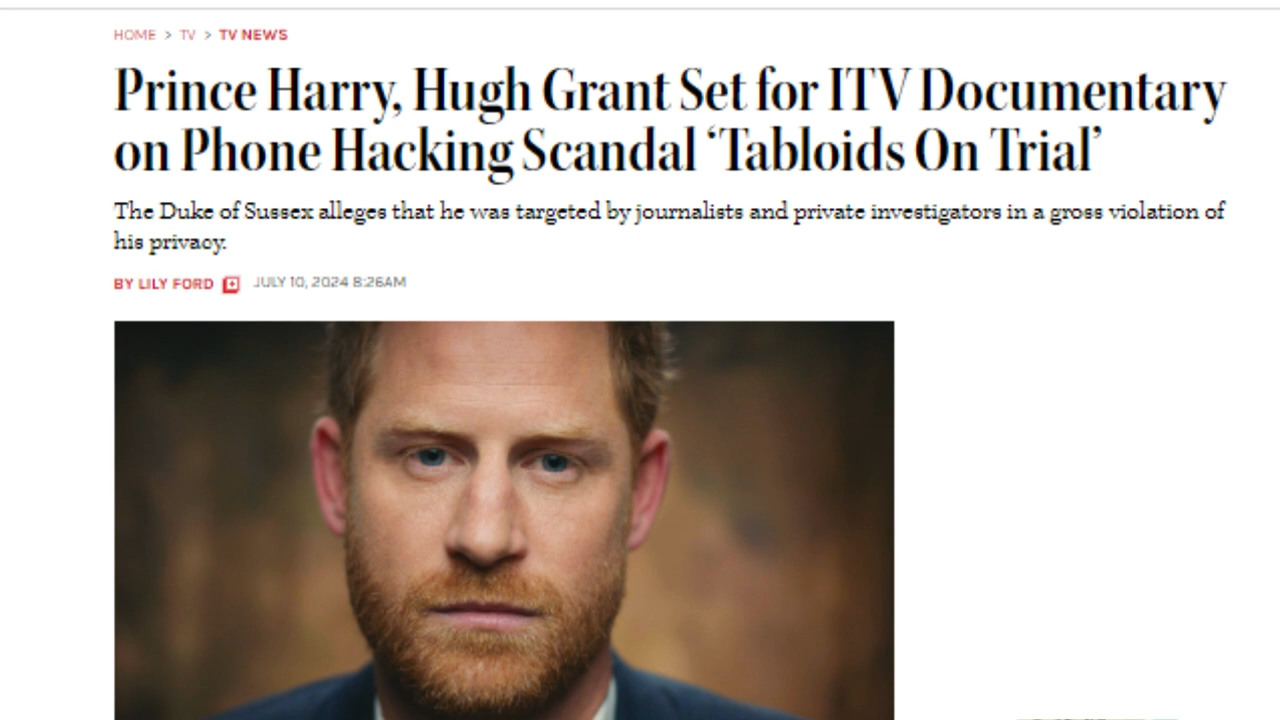 HOME > TV > TV NEWS
Prince Harry, Hugh Grant Set for ITV Documentary
on Phone Hacking Scandal ‘Tabloids On Trial’
The Duke of Sussex alleges that he was targeted by journalists and private investigators in a gross violation of
his privacy.
BY LILY FORD JULY 10, 2024 8:26AM